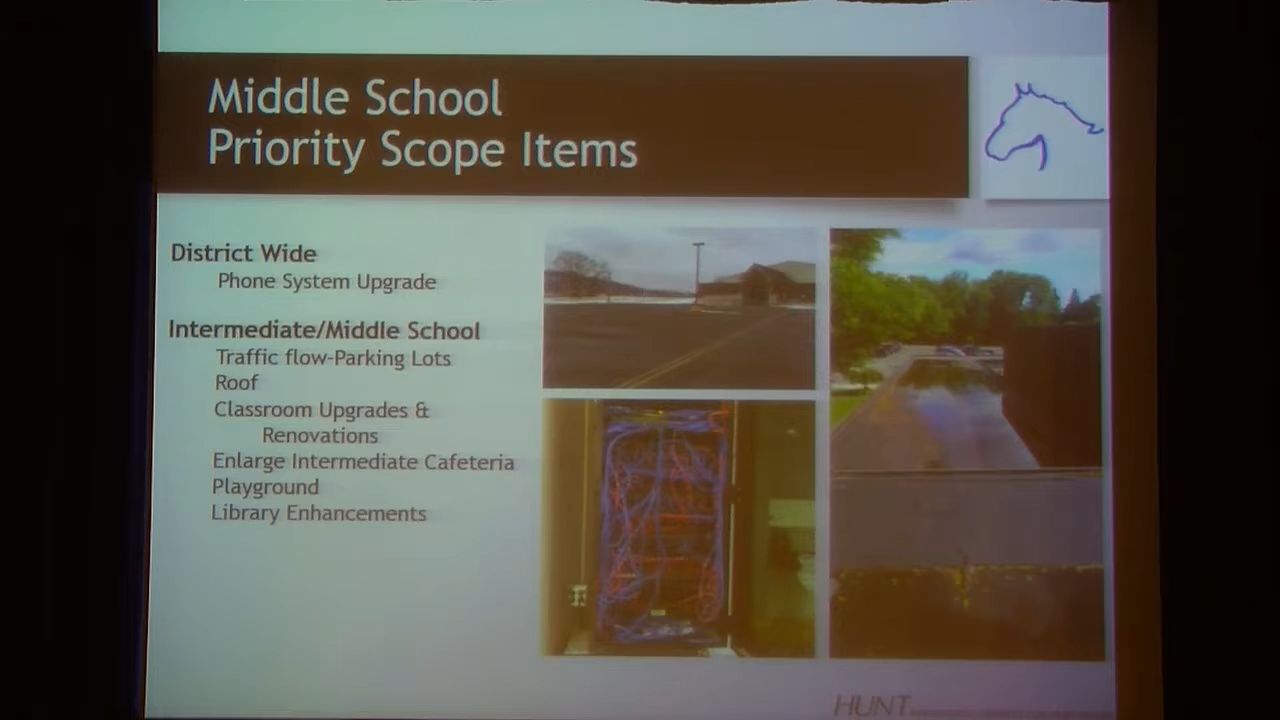 Middle School
Priority Scope Items
District Wide
Phone System Upgrade
Intermediate/Middle School
Traffic flow-Parking Lots
Roof
Classroom Upgrades &
Renovations
Enlarge Intermediate Cafeteria
Playground
Library Enhancements
HUNT